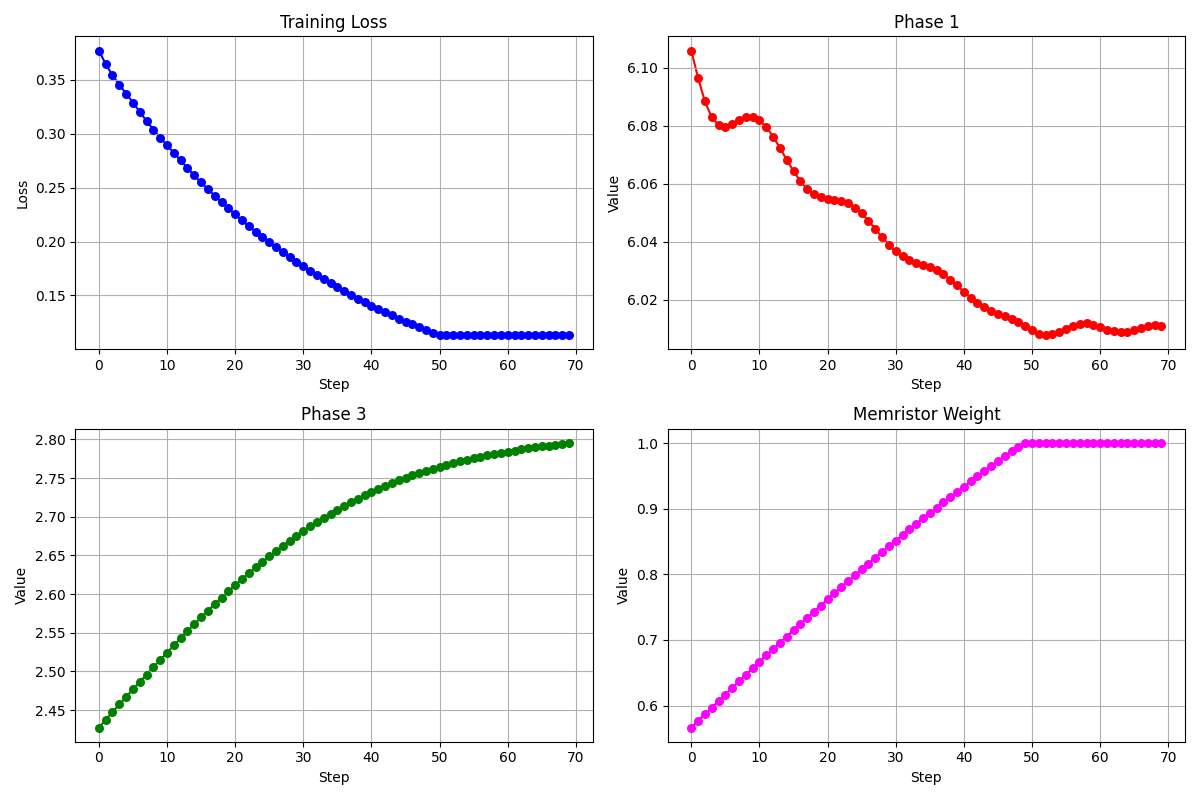 Training Loss
Loss
0.35
0.30
0.25
0.20
0.15
0 10 20 30 40 50 60 70
Step
Phase 1
Value
6.10
6.08
6.06
6.04
6.02
0 10 20 30 40 50 60 70
Step
Phase 3
Value
2.80
2.75
2.70
2.65
2.60
2.55
2.50
2.45
0 10 20 30 40 50 60 70
Step
Memristor Weight
Value
1.0
0.9
0.8
0.7
0.6
0 10 20 30 40 50 60 70
Step